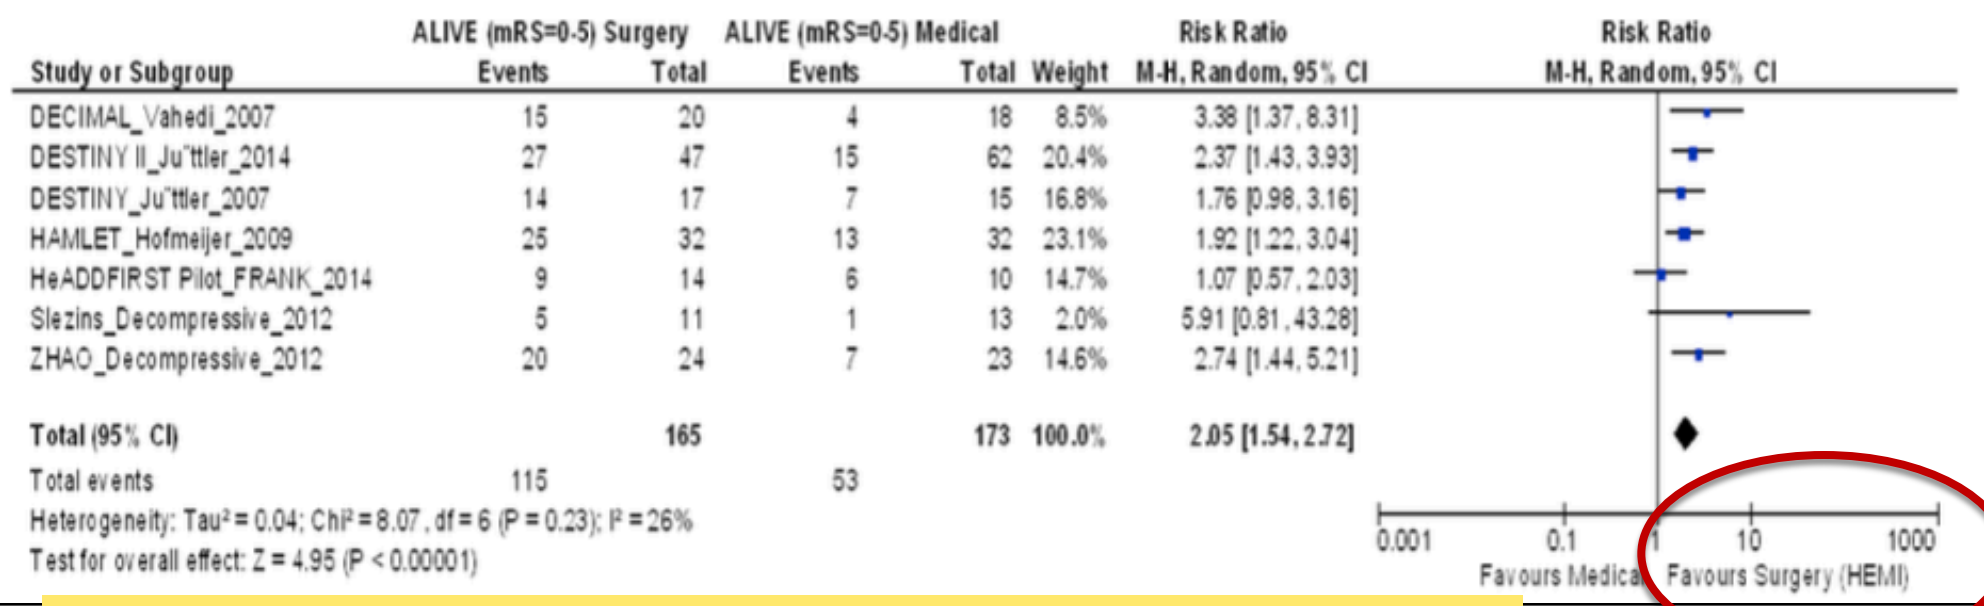 ALIVE (mRS=0-5) Surgery ALIVE (mRS=0-5) Medical Risk Ratio Risk Ratio
Study or Subgroup Events Total Events Total Weight M-H, Random, 95% CI M-H, Random, 95% CI
DECIMAL_Vahedi_2007 15 20 4 18 8.5% 3.38 [1.37, 8.31]
DESTINY II_Ju¨ttler_2014 27 47 15 62 20.4% 2.37 [1.43, 3.93]
DESTINY_Ju¨ttler_2007 14 17 7 15 16.8% 1.76 [0.98, 3.16]
HAMLET_Hofmeijer_2009 25 32 13 32 23.1% 1.92 [1.22, 3.04]
HeADDFIRST Pilot_FRANK_2014 9 14 6 10 14.7% 1.07 [0.57, 2.03]
Slezins_Decompressive_2012 5 11 1 13 2.0% 5.91 [0.81, 43.28]
ZHAO_Decompressive_2012 20 24 7 23 14.6% 2.74 [1.44, 5.21]
Total (95% CI) 165 173 100.0% 2.05 [1.54, 2.72]
Total events 115 53
Heterogeneity: Tau² = 0.04; Chi² = 8.07, df = 6 (P = 0.23); I² = 26%
Test for overall effect: Z = 4.95 (P < 0.00001)
0.001 0.1 1 10 1000
Favours Medical Favours Surgery (HEMI)